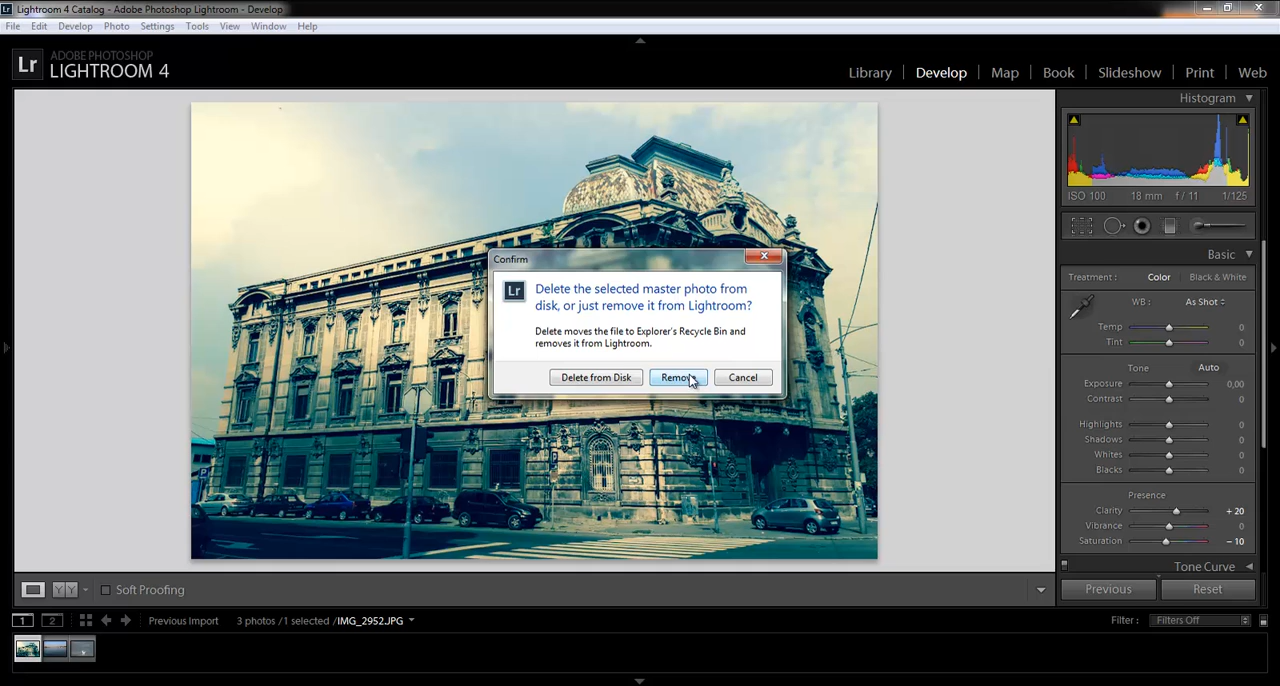 Lightroom 4 Catalog - Adobe Photoshop Lightroom - Develop
File Edit Develop Photo Settings Tools View Window Help
Lr ADOBE PHOTOSHOP
LIGHTROOM 4
Library Develop Map Book Slideshow Print Web
Histogram
ISO 100 18 mm f / 11 1/125
Basic
Treatment : Color Black & White
WB : As Shot
Temp 0
Tint 0
Tone Auto
Exposure 0,00
Contrast 0
Highlights 0
Shadows 0
Whites 0
Blacks 0
Presence
Clarity + 20
Vibrance 0
Saturation – 10
Tone Curve
Previous Reset
Confirm
Lr
Delete the selected master photo from
disk, or just remove it from Lightroom?
Delete moves the file to Explorer's Recycle Bin and
removes it from Lightroom.
Delete from Disk Remove Cancel
P
YY Soft Proofing
1 2 Previous Import 3 photos / 1 selected / IMG_2952.JPG Filter : Filters Off